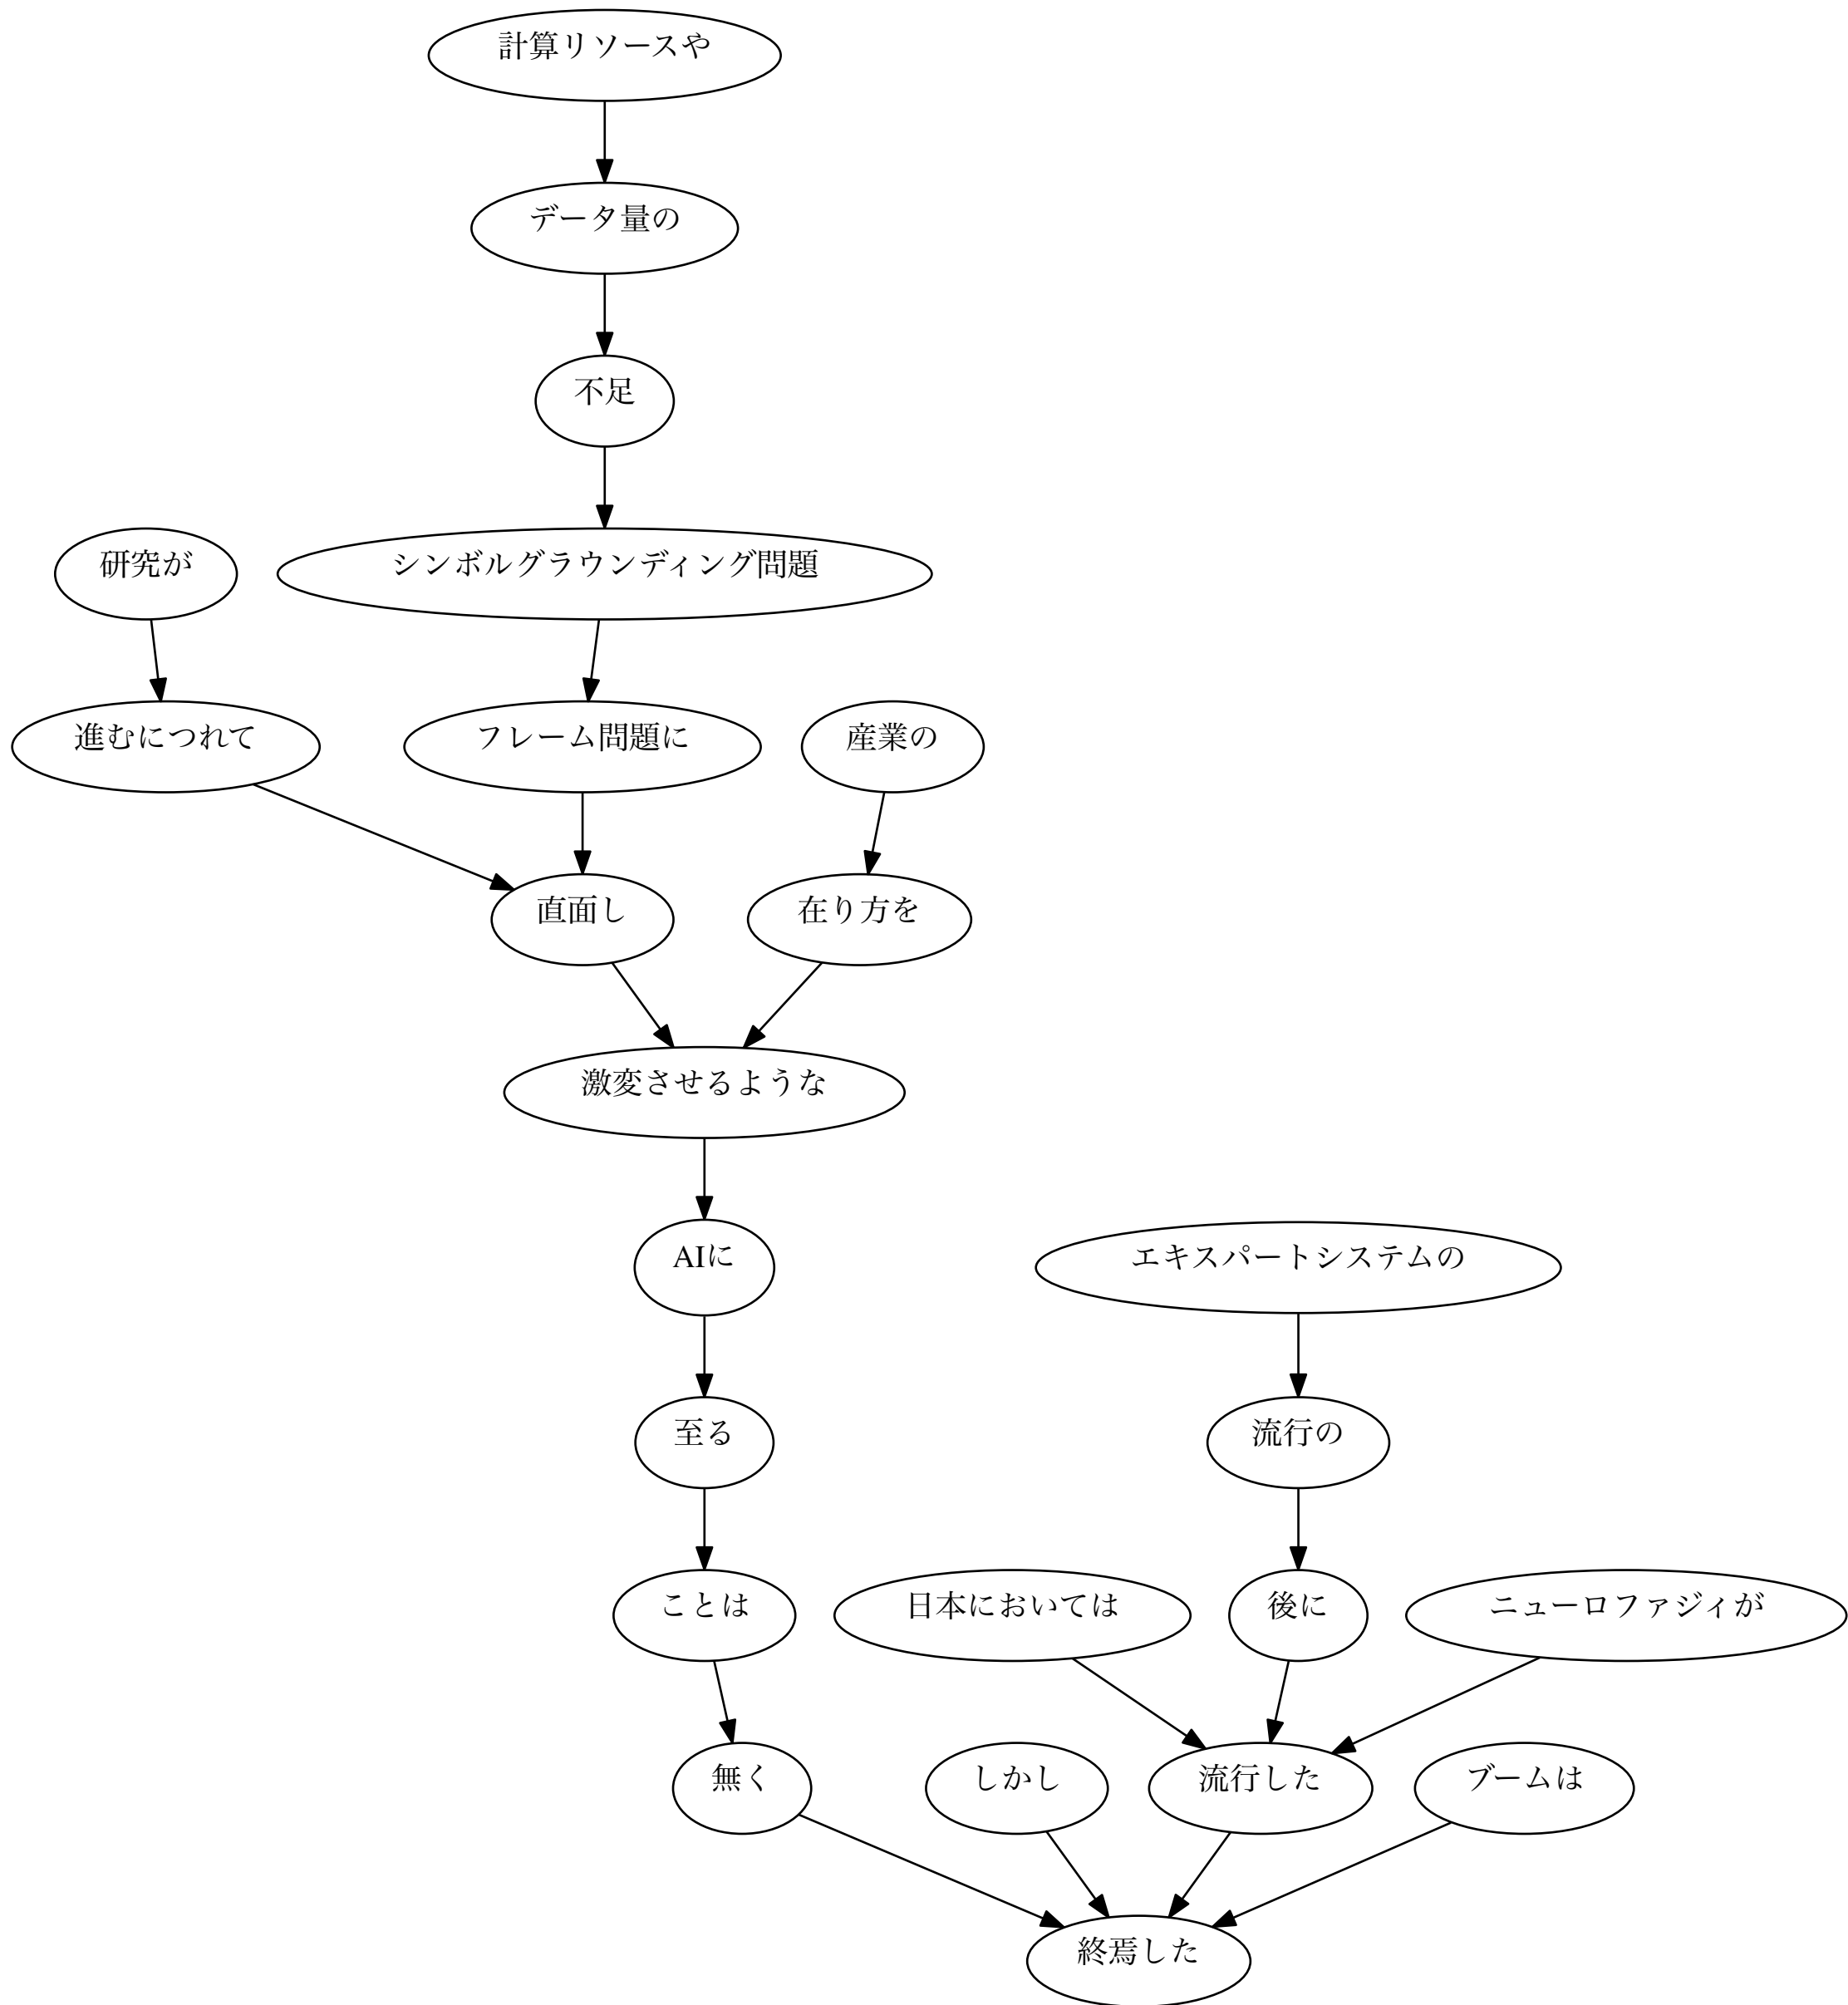 計算リソースや
データ量の
不足
研究が
シンボルグラウンディング問題
進むにつれて
フレーム問題に
産業の
直面し
在り方を
激変させるような
AIに
エキスパートシステムの
至る
流行の
ことは
日本においては
後に
ニューロファジィが
無く
しかし
流行した
ブームは
終焉した